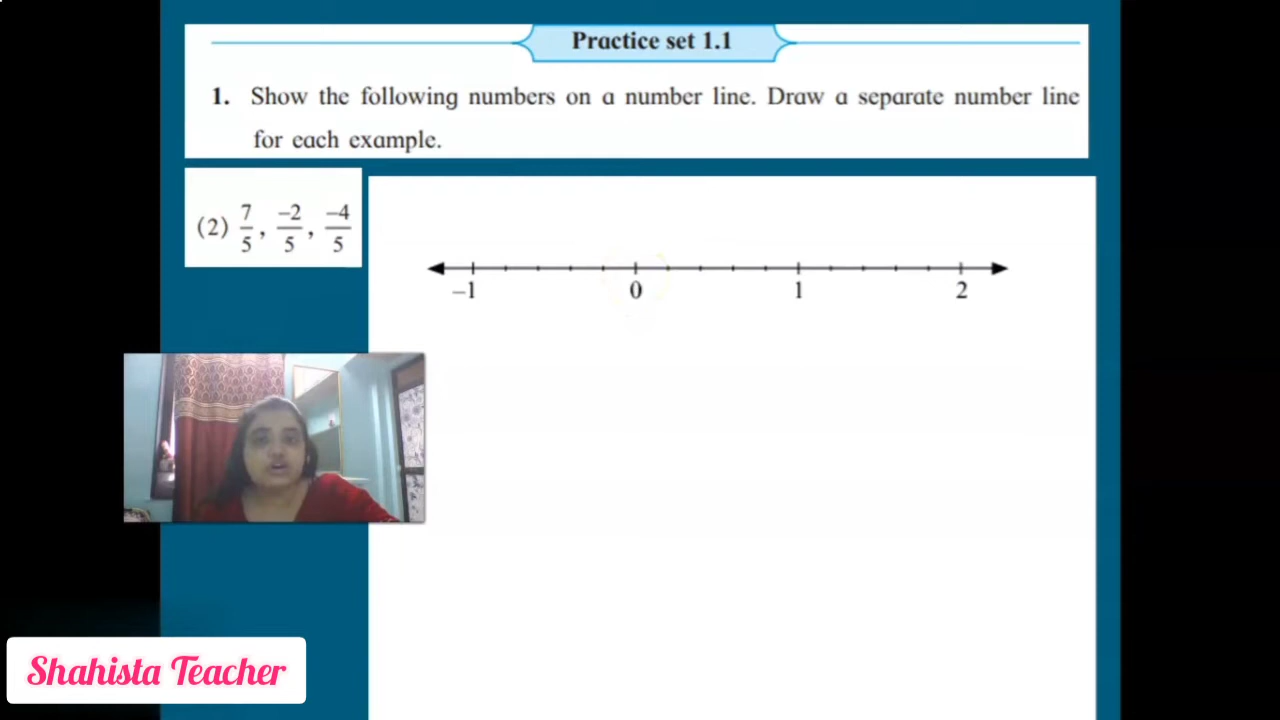 Practice set 1.1
1. Show the following numbers on a number line. Draw a separate number line
for each example.
(2) 7/5, –2/5, –4/5
–1 0 1 2
Shahista Teacher